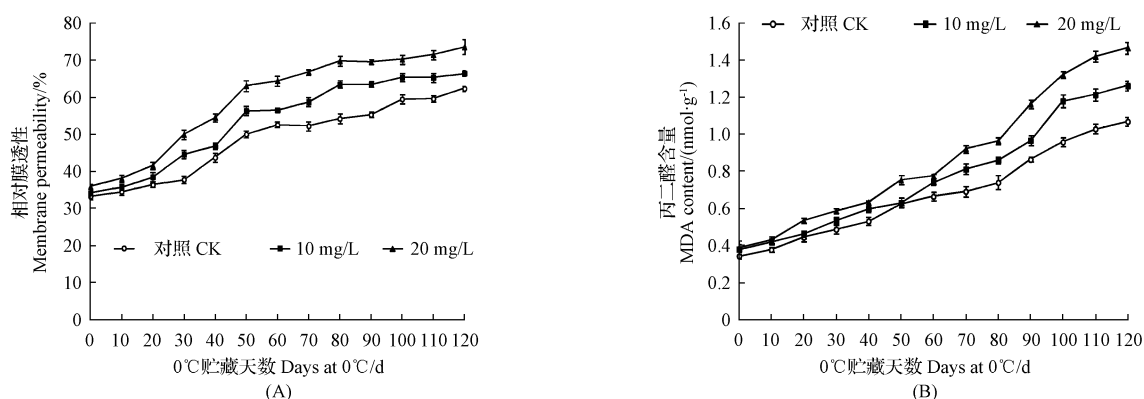 80
70
60
50
40
30
20
10
0
相对膜透性
Membrane permeability/%
对照 CK
10 mg/L
20 mg/L
0 10 20 30 40 50 60 70 80 90 100 110 120
0℃贮藏天数 Days at 0℃/d
(A)
对照 CK
10 mg/L
20 mg/L
1.6
1.4
1.2
1.0
0.8
0.6
0.4
0.2
0
丙二醛含量
MDA content/(nmol·g⁻¹)
0 10 20 30 40 50 60 70 80 90 100 110 120
0℃贮藏天数 Days at 0℃/d
(B)